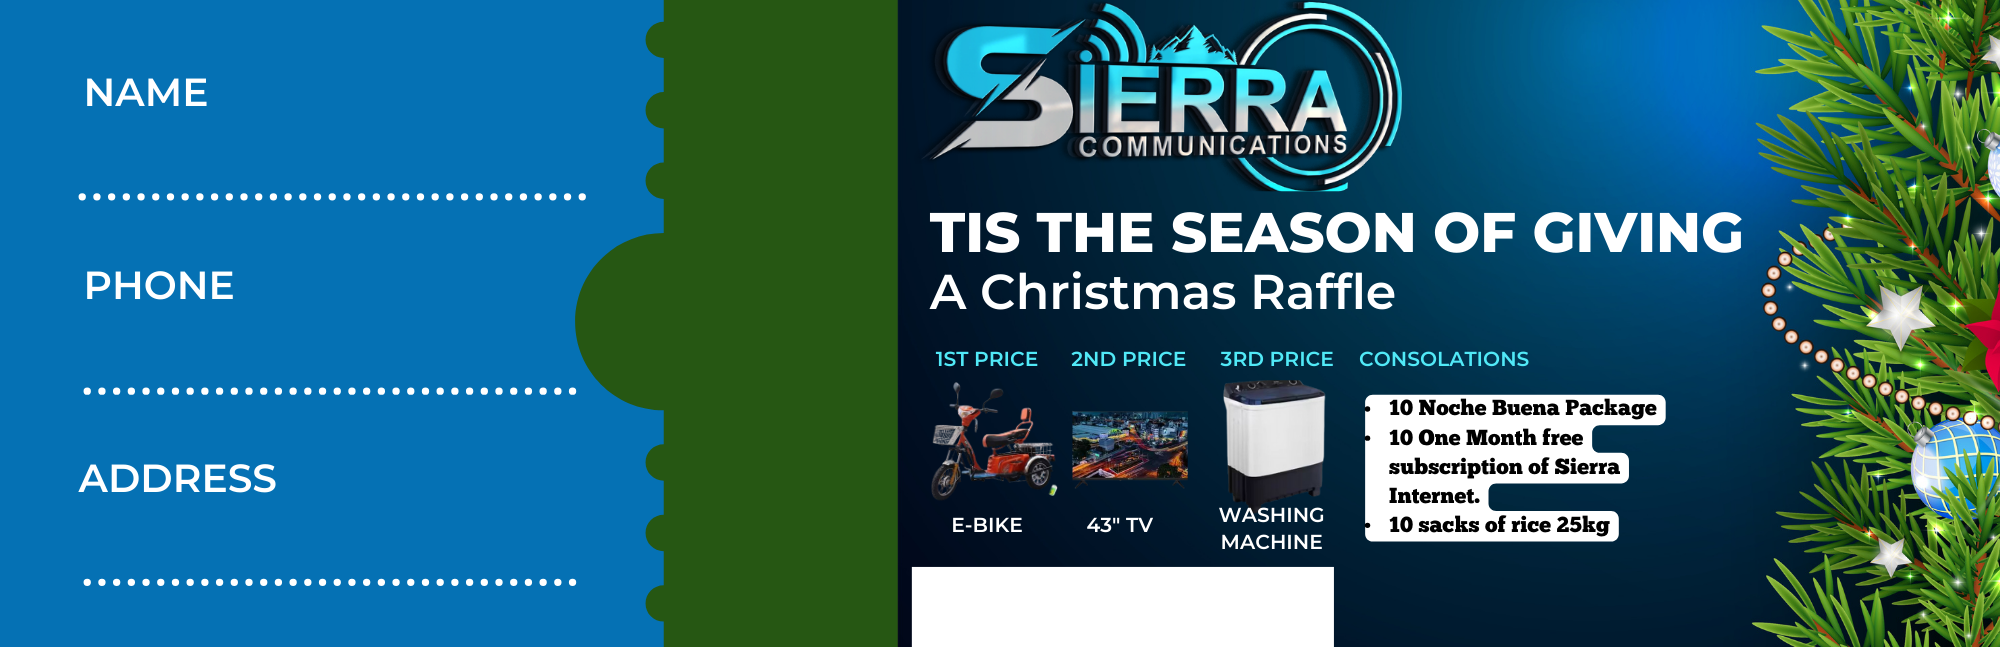 NAME
PHONE
ADDRESS
SIERRA
COMMUNICATIONS
TIS THE SEASON OF GIVING
A Christmas Raffle
1ST PRICE
E-BIKE
2ND PRICE
43" TV
3RD PRICE
WASHING
MACHINE
CONSOLATIONS
• 10 Noche Buena Package
• 10 One Month free
subscription of Sierra
Internet.
• 10 sacks of rice 25kg